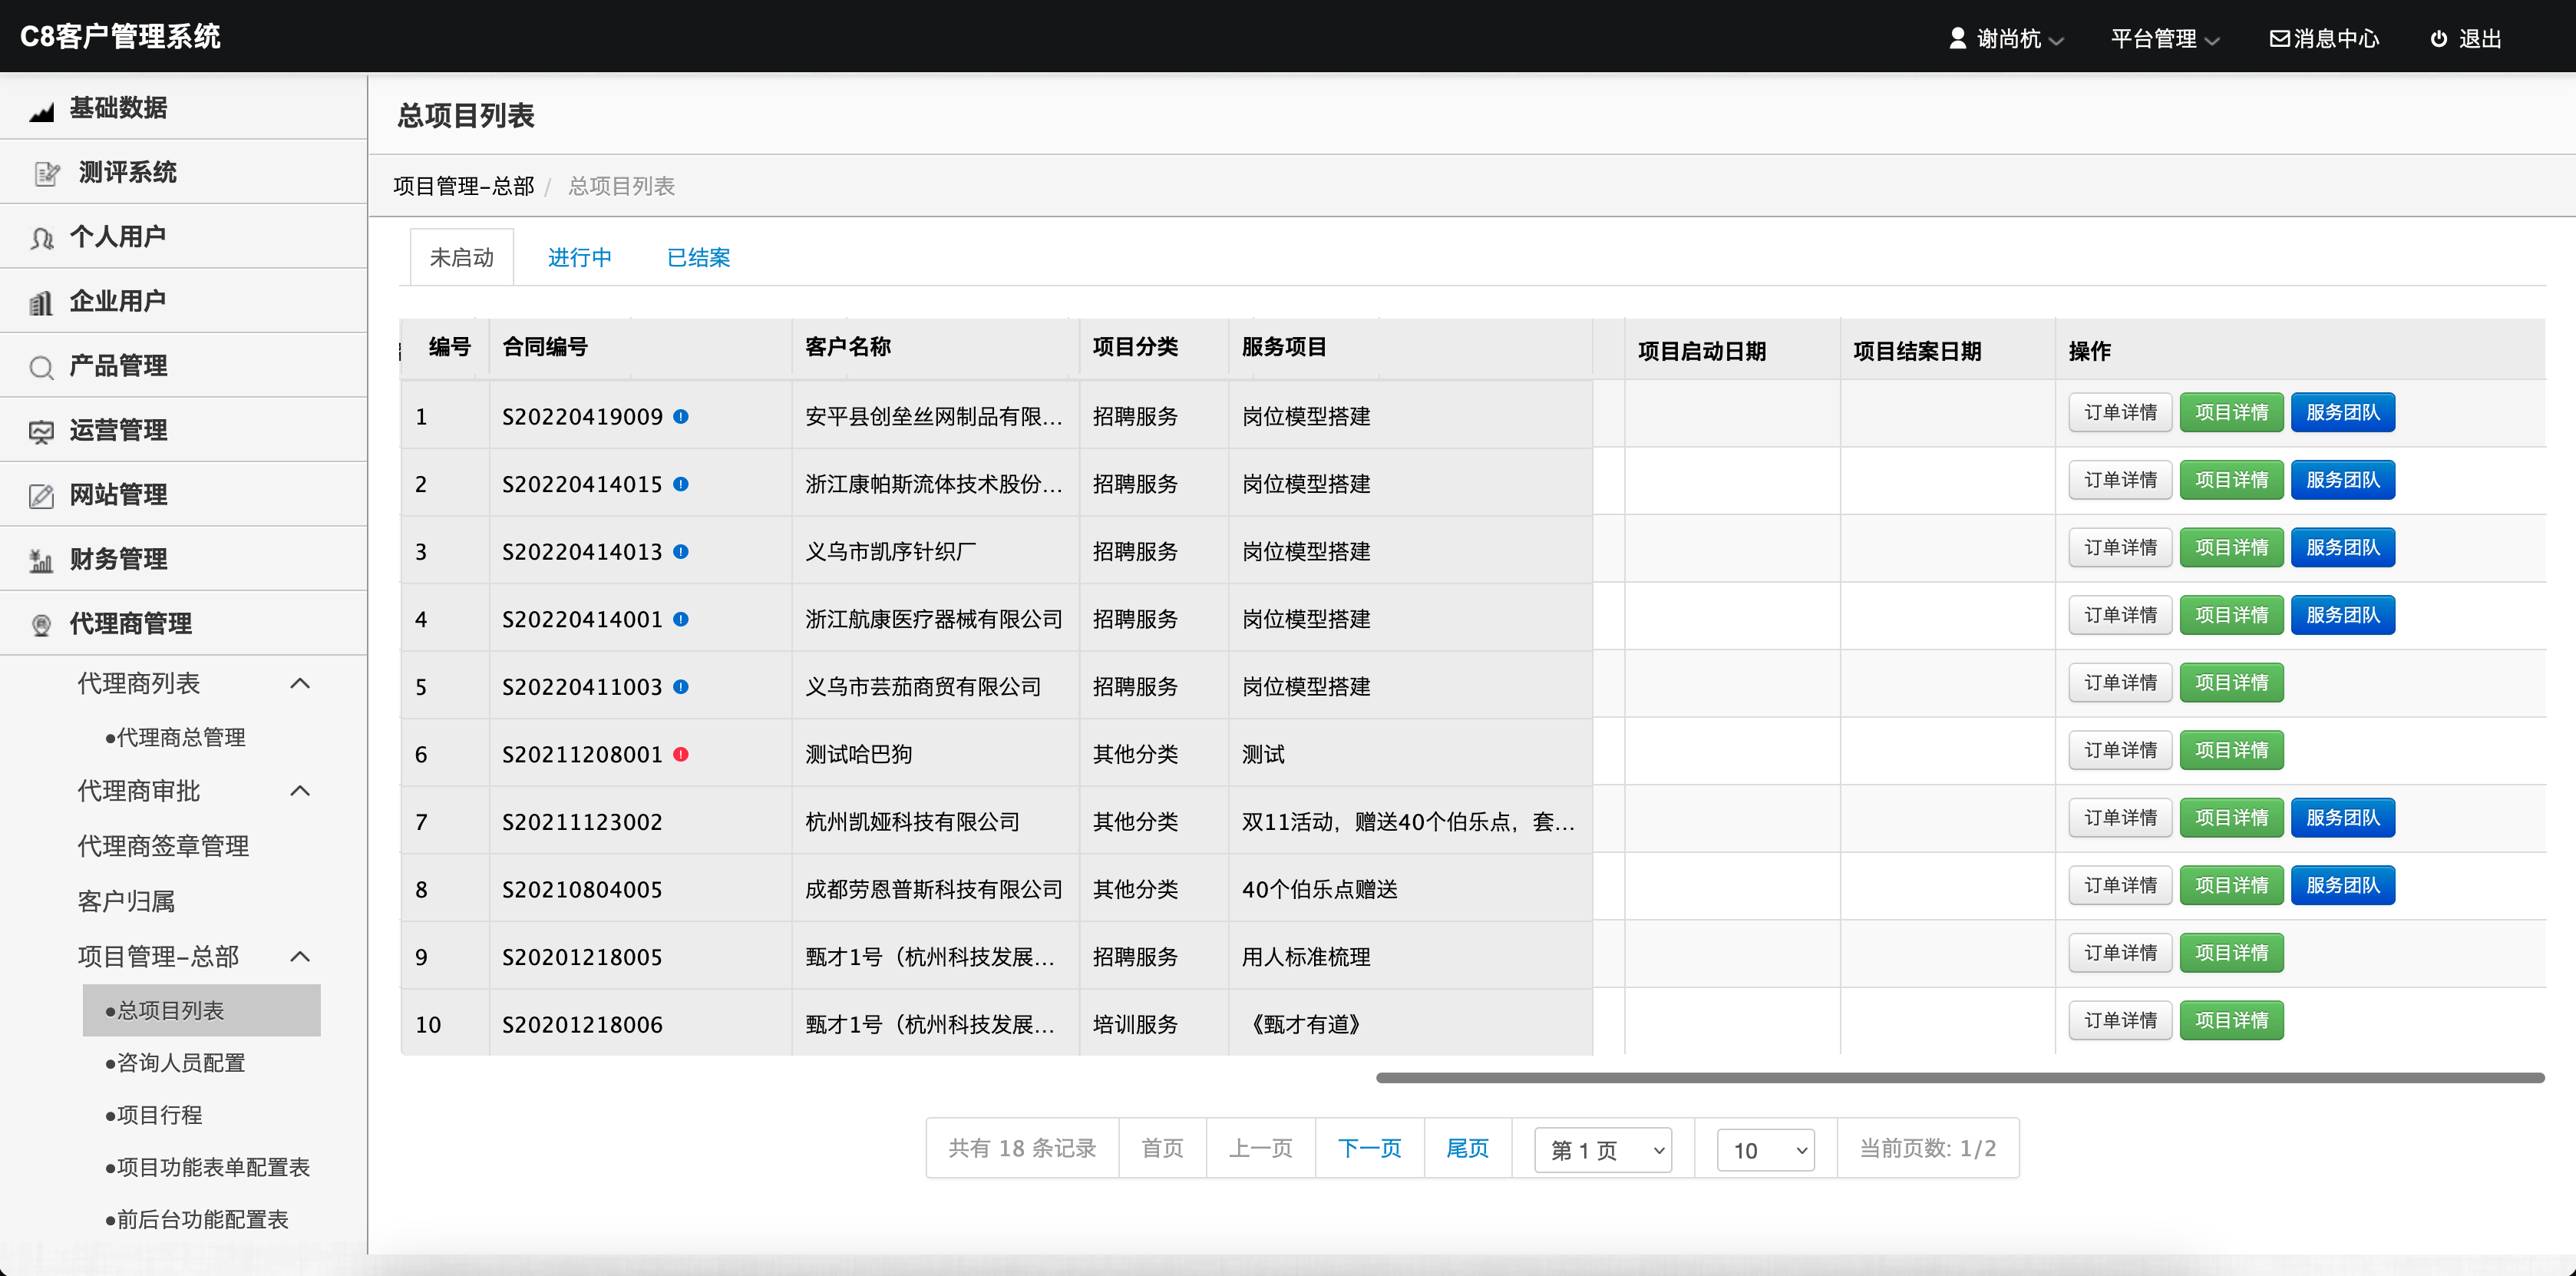 C8客户管理系统
谢尚杭 平台管理 消息中心 退出
基础数据
测评系统
个人用户
企业用户
产品管理
运营管理
网站管理
财务管理
代理商管理
代理商列表
●代理商总管理
代理商审批
代理商签章管理
客户归属
项目管理-总部
●总项目列表
●咨询人员配置
●项目行程
●项目功能表单配置表
●前后台功能配置表
总项目列表
项目管理-总部 / 总项目列表
未启动 进行中 已结案
编号 合同编号 客户名称 项目分类 服务项目 项目启动日期 项目结案日期 操作
1 S20220419009 安平县创垒丝网制品有限... 招聘服务 岗位模型搭建 订单详情 项目详情 服务团队
2 S20220414015 浙江康帕斯流体技术股份... 招聘服务 岗位模型搭建 订单详情 项目详情 服务团队
3 S20220414013 义乌市凯序针织厂 招聘服务 岗位模型搭建 订单详情 项目详情 服务团队
4 S20220414001 浙江航康医疗器械有限公司 招聘服务 岗位模型搭建 订单详情 项目详情 服务团队
5 S20220411003 义乌市芸茄商贸有限公司 招聘服务 岗位模型搭建 订单详情 项目详情
6 S20211208001 测试哈巴狗 其他分类 测试 订单详情 项目详情
7 S20211123002 杭州凯娅科技有限公司 其他分类 双11活动，赠送40个伯乐点，套... 订单详情 项目详情 服务团队
8 S20210804005 成都劳恩普斯科技有限公司 其他分类 40个伯乐点赠送 订单详情 项目详情 服务团队
9 S20201218005 甄才1号（杭州科技发展... 招聘服务 用人标准梳理 订单详情 项目详情
10 S20201218006 甄才1号（杭州科技发展... 培训服务 《甄才有道》 订单详情 项目详情
共有 18 条记录 首页 上一页 下一页 尾页 第 1 页 10 当前页数: 1/2